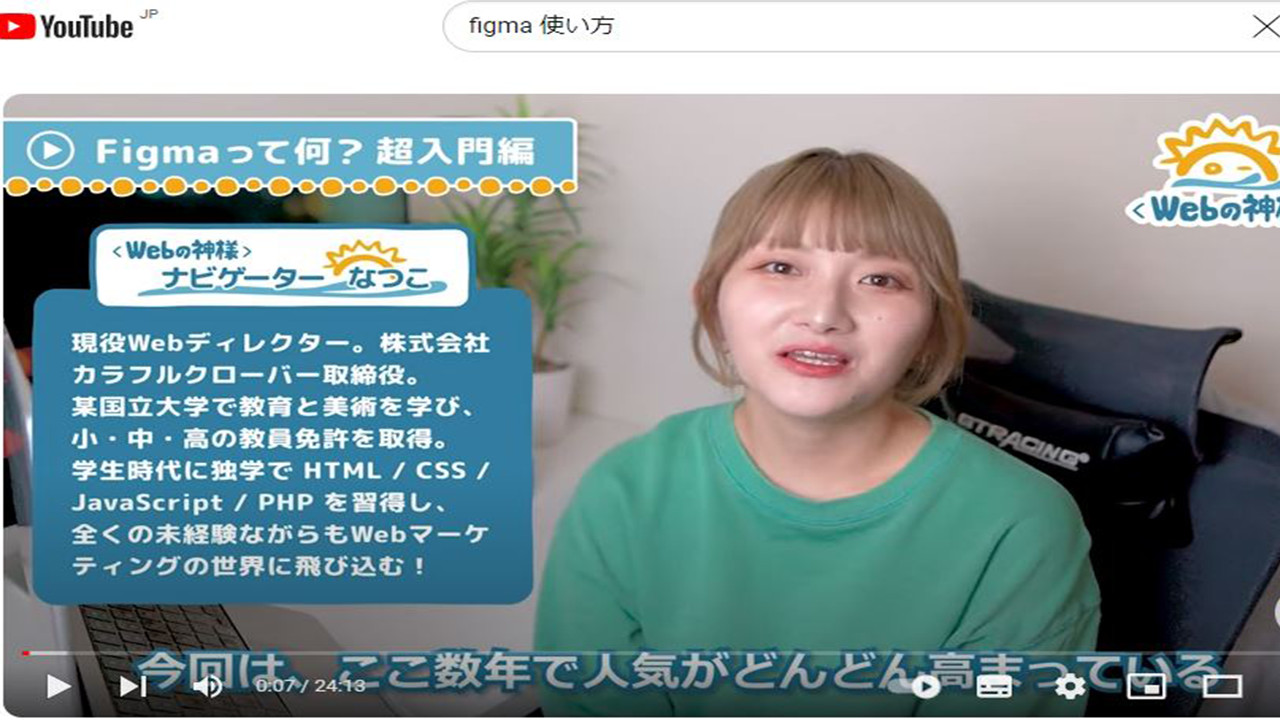 YouTube JP
figma 使い方
Figmaって何? 超入門編
<Webの神様>
<Webの神様>
ナビゲーター なつこ
現役Webディレクター。株式会社
カラフルクローバー取締役。
某国立大学で教育と美術を学び、
小・中・高の教員免許を取得。
学生時代に独学で HTML / CSS /
JavaScript / PHP を習得し、
全くの未経験ながらもWebマーケ
ティングの世界に飛び込む！
GTRACING
今回は、ここ数年で人気がどんどん高まっている
0:07 / 24:13